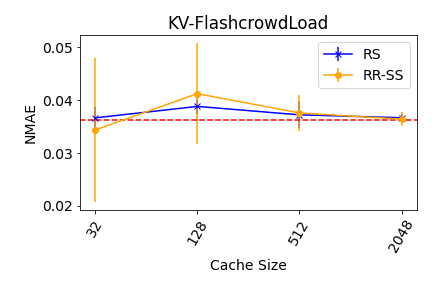 KV-FlashcrowdLoad
RS
RR-SS
0.05
0.04
0.03
0.02
NMAE
32
128
512
2048
Cache Size